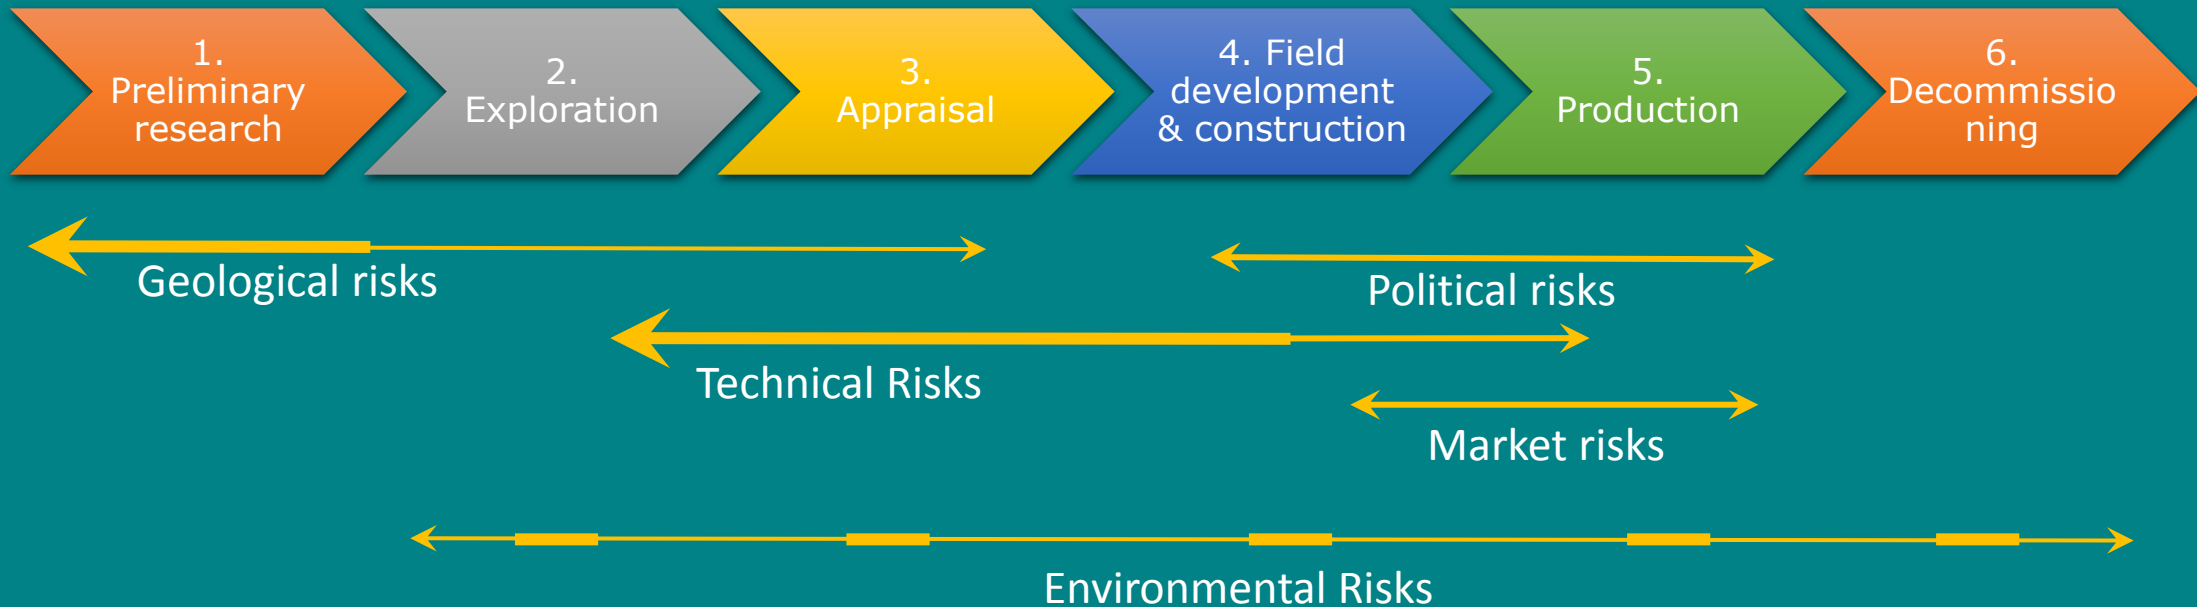 1.
Preliminary
research
2.
Exploration
3.
Appraisal
4. Field
development
& construction
5.
Production
6.
Decommissio
ning
Geological risks
Political risks
Technical Risks
Market risks
Environmental Risks